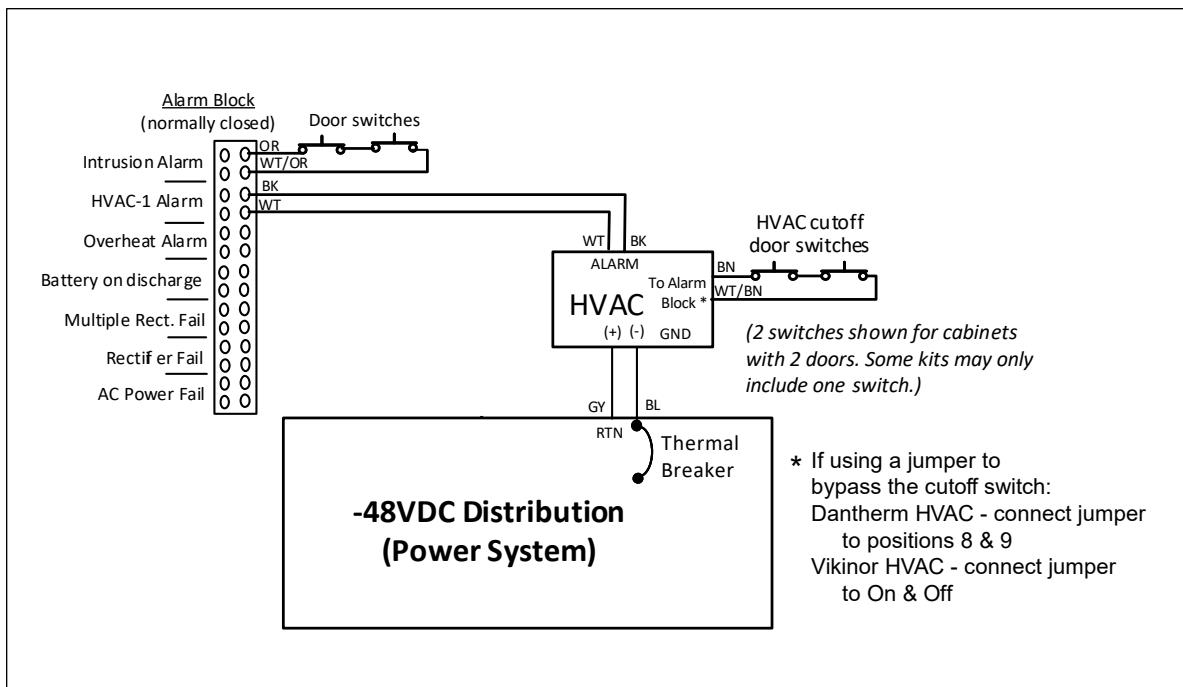 Alarm Block
(normally closed)
Door switches
OR
WT/OR
Intrusion Alarm
BK
HVAC-1 Alarm
WT
Overheat Alarm
Battery on discharge
Multiple Rect. Fail
Rectifer Fail
AC Power Fail
WT
BK
ALARM
HVAC
To Alarm
Block *
(+)
(-)
GND
HVAC cutoff
door switches
BN
WT/BN
(2 switches shown for cabinets
with 2 doors. Some kits may only
include one switch.)
GY
BL
RTN
Thermal
Breaker
-48VDC Distribution
(Power System)
* If using a jumper to
bypass the cutoff switch:
Dantherm HVAC - connect jumper
to positions 8 & 9
Vikinor HVAC - connect jumper
to On & Off